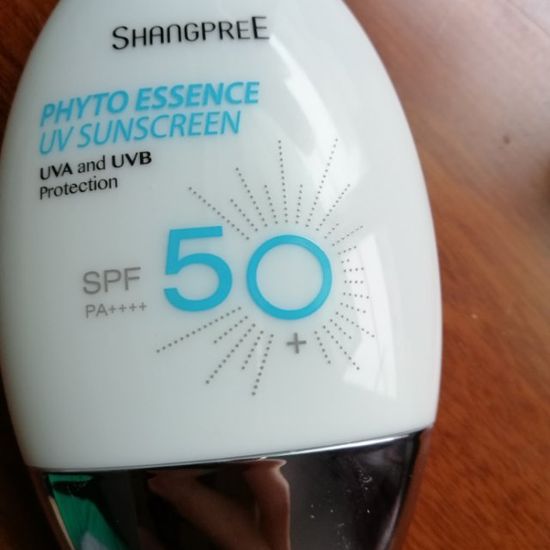 SHANGPREE
PHYTO ESSENCE
UV SUNSCREEN
UVA and UVB
Protection
SPF 50
PA++++
+